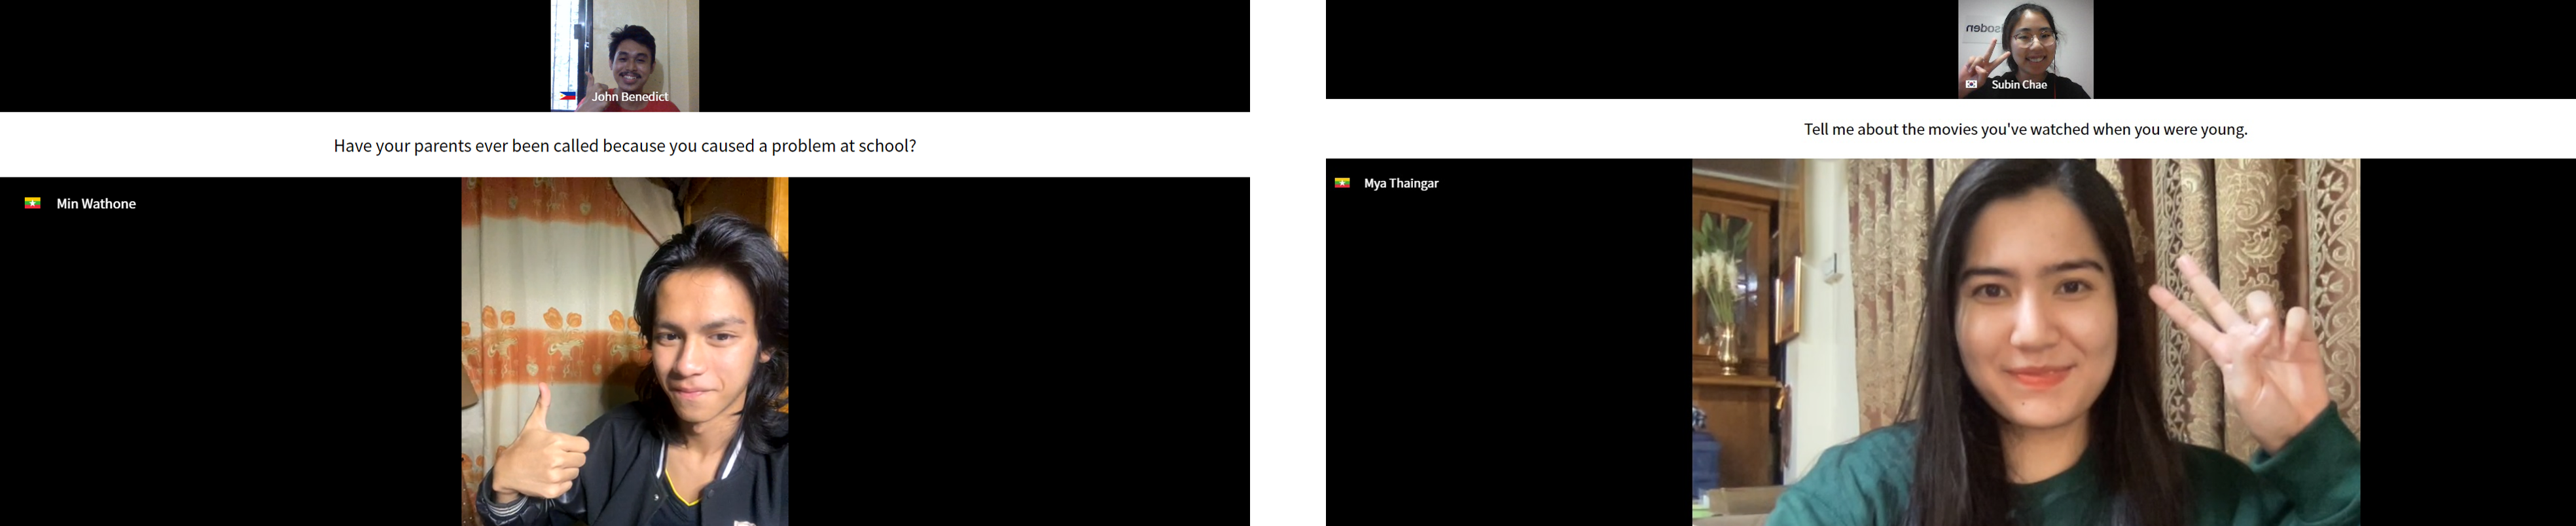 John Benedict
Have your parents ever been called because you caused a problem at school?
Min Wathone
Subin Chae
Tell me about the movies you've watched when you were young.
Mya Thaingar